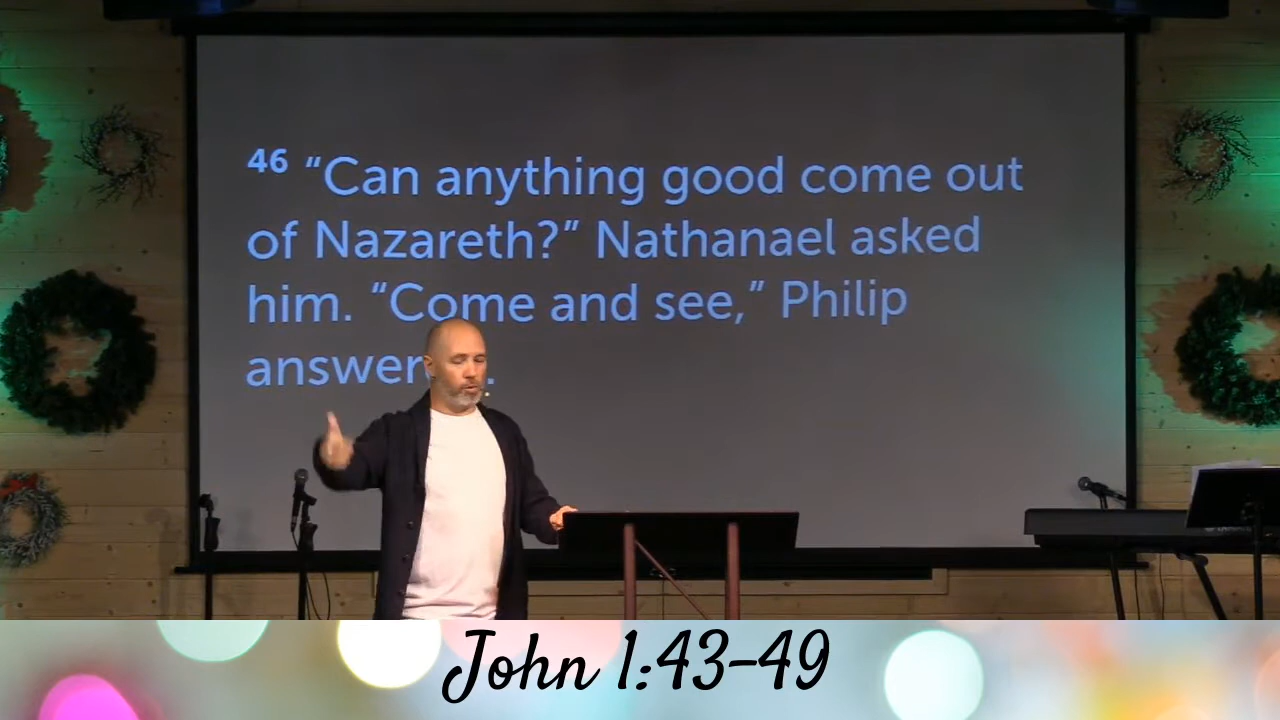 46 “Can anything good come out
of Nazareth?” Nathanael asked
him. “Come and see,” Philip
answer .
John 1:43-49